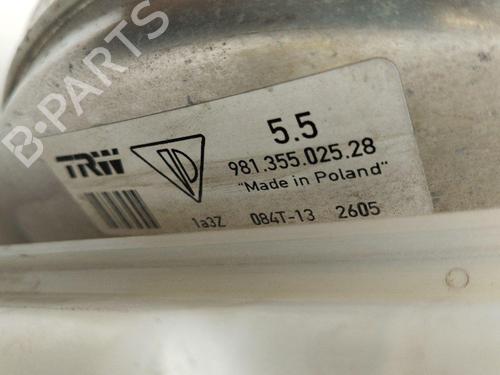 B-PARTS
TRW
5.5
981.355.025.28
"Made in Poland"
1a3Z 084T-13 2605